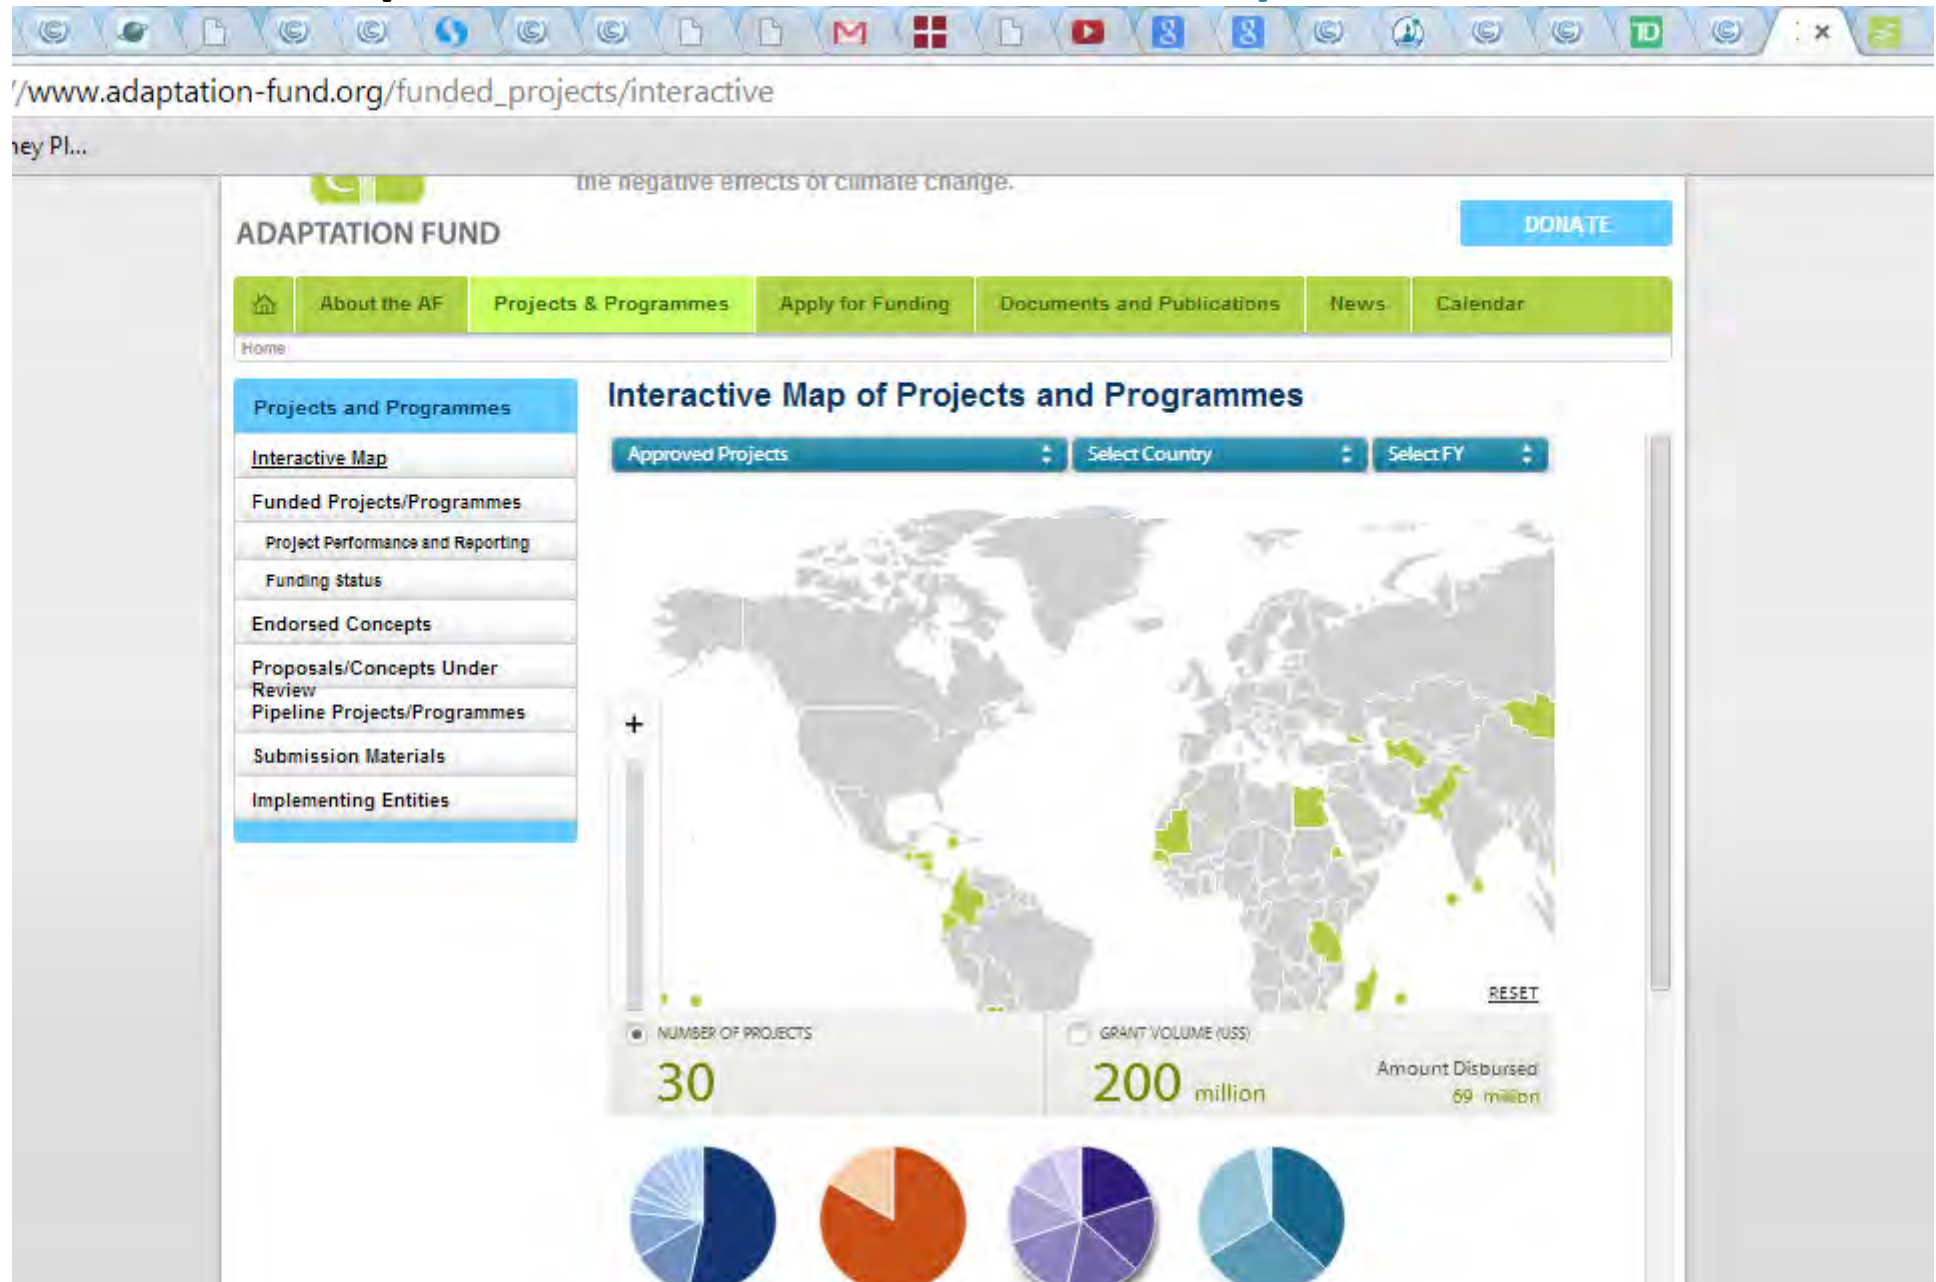 //www.adaptation-fund.org/funded_projects/interactive
ney Pl...
the negative effects of climate change.
ADAPTATION FUND
DONATE
About the AF
Projects & Programmes
Apply for Funding
Documents and Publications
News
Calendar
Home
Projects and Programmes
Interactive Map
Funded Projects/Programmes
Project Performance and Reporting
Funding Status
Endorsed Concepts
Proposals/Concepts Under
Review
Pipeline Projects/Programmes
Submission Materials
Implementing Entities
Interactive Map of Projects and Programmes
Approved Projects
Select Country
Select FY
+
RESET
NUMBER OF PROJECTS
30
GRANT VOLUME (US$)
200 million
Amount Disbursed
69 million